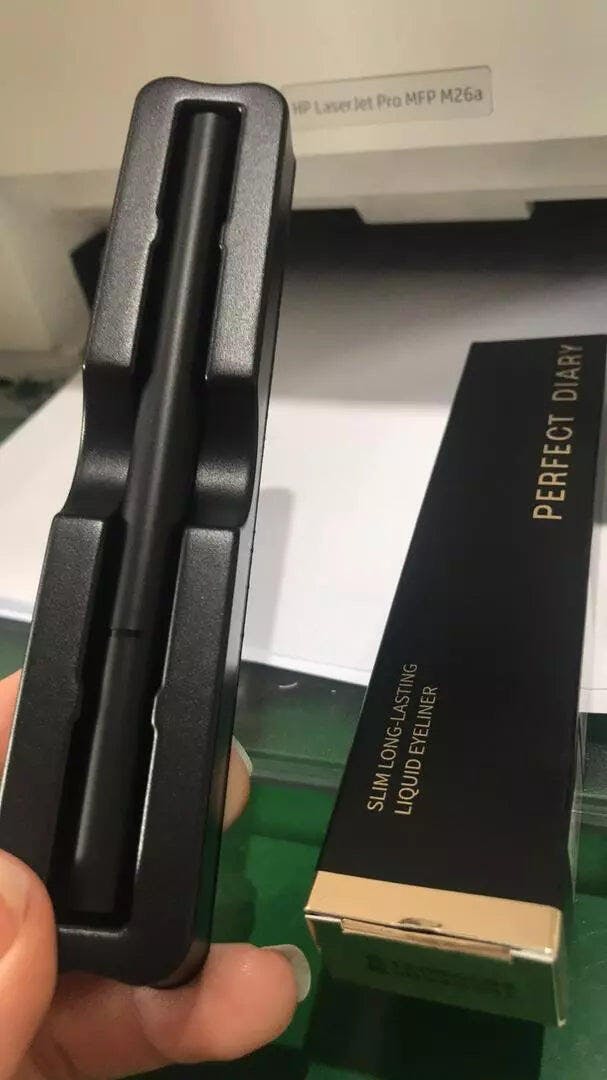 HP LaserJet Pro MFP M26a
PERFECT DIARY
SLIM LONG-LASTING
LIQUID EYELINER